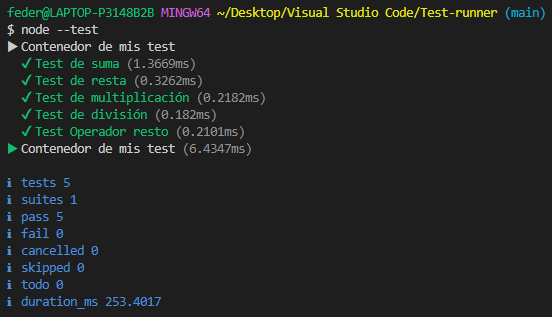 feder@LAPTOP-P3148B2B MINGW64 ~/Desktop/Visual Studio Code/Test-runner (main)
$ node --test
▶ Contenedor de mis test
✔ Test de suma (1.3669ms)
✔ Test de resta (0.3262ms)
✔ Test de multiplicación (0.2182ms)
✔ Test de división (0.182ms)
✔ Test Operador resto (0.2101ms)
▶ Contenedor de mis test (6.4347ms)
ℹ tests 5
ℹ suites 1
ℹ pass 5
ℹ fail 0
ℹ cancelled 0
ℹ skipped 0
ℹ todo 0
ℹ duration_ms 253.4017